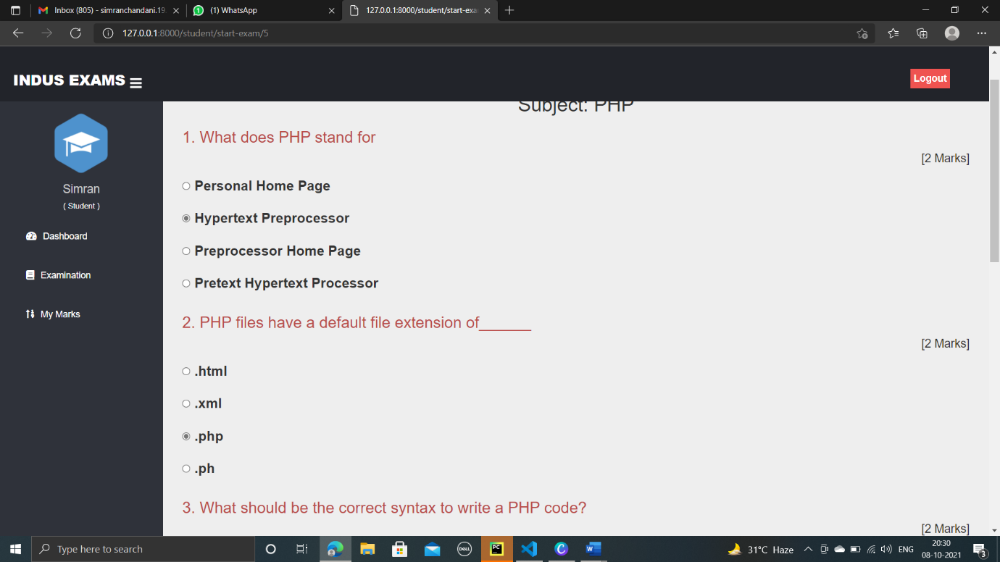 Inbox (805) - simranchandani.19
(1) WhatsApp
127.0.0.1:8000/student/start-exa
127.0.0.1:8000/student/start-exam/5
INDUS EXAMS
Logout
Subject: PHP
Simran
( Student )
Dashboard
Examination
My Marks
1. What does PHP stand for
[2 Marks]
Personal Home Page
Hypertext Preprocessor
Preprocessor Home Page
Pretext Hypertext Processor
2. PHP files have a default file extension of______
[2 Marks]
.html
.xml
.php
.ph
3. What should be the correct syntax to write a PHP code?
[2 Marks]
Type here to search
DELL
PC
W
31°C Haze
ENG
20:30
08-10-2021
3